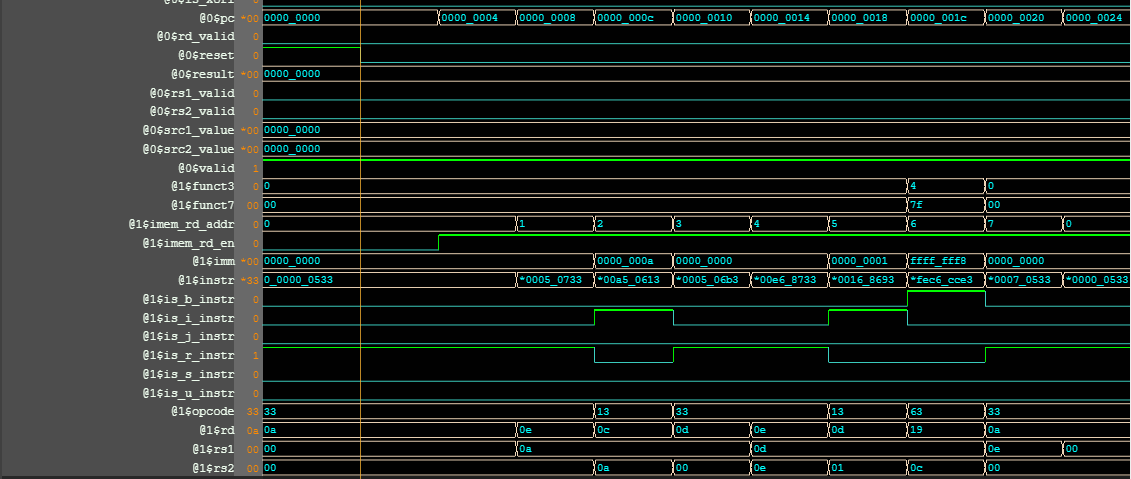 @0$is_xori
@0$pc *00 0000_0000 0000_0004 0000_0008 0000_000c 0000_0010 0000_0014 0000_0018 0000_001c 0000_0020 0000_0024
@0$rd_valid 0
@0$reset 0
@0$result *00 0000_0000
@0$rs1_valid 0
@0$rs2_valid 0
@0$src1_value *00 0000_0000
@0$src2_value *00 0000_0000
@0$valid 1
@1$funct3 0 0 4 0
@1$funct7 00 00 7f 00
@1$imem_rd_addr 0 0 1 2 3 4 5 6 7 0
@1$imem_rd_en 0
@1$imm *00 0000_0000 0000_000a 0000_0000 0000_0001 ffff_fff8 0000_0000
@1$instr *33 0_0000_0533 *0005_0733 *00a5_0613 *0005_06b3 *00e6_8733 *0016_8693 *fec6_cce3 *0007_0533 *0000_0533
@1$is_b_instr 0
@1$is_i_instr 0
@1$is_j_instr 0
@1$is_r_instr 1
@1$is_s_instr 0
@1$is_u_instr 0
@1$opcode 33 33 13 33 13 63 33
@1$rd 0a 0a 0e 0c 0d 0e 0d 19 0a
@1$rs1 00 00 0a 0d 0e 00
@1$rs2 00 00 0a 00 0e 01 0c 00